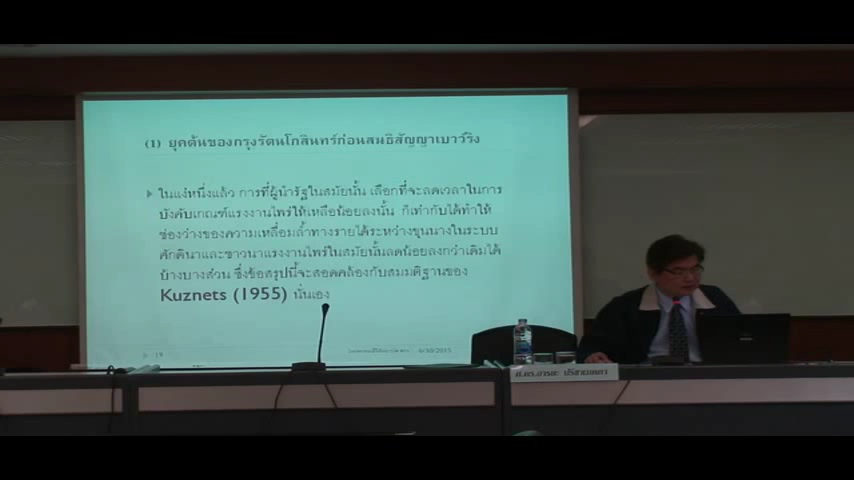 (1) ยุคต้นของกรุงรัตนโกสินทร์ก่อนสนธิสัญญาเบาว์ริง
ในแง่หนึ่งแล้ว การที่ผู้นำรัฐในสมัยนั้น เลือกที่จะลดเวลาในการ
บังคับเกณฑ์แรงงานไพร่ให้เหลือน้อยลงนั้น ก็เท่ากับได้ทำให้
ช่องว่างของความเหลื่อมล้ำทางรายได้ระหว่างขุนนางในระบบ
ศักดินาและชาวนาแรงงานไพร่ในสมัยนั้นลดน้อยลงกว่าเดิมได้
บ้างบางส่วน ซึ่งข้อสรุปนี้จะสอดคล้องกับสมมติฐานของ
Kuznets (1955) นั่นเอง
19
6/30/2015